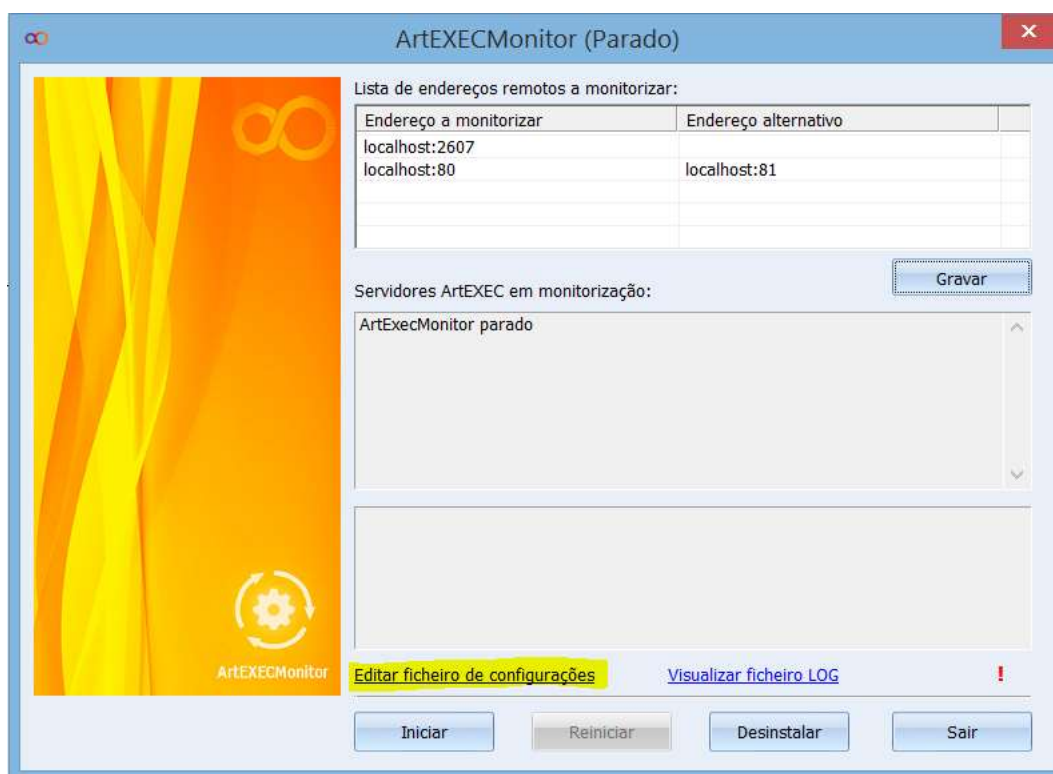 ArtEXECMonitor (Parado)
Lista de endereços remotos a monitorizar:
Endereço a monitorizar Endereço alternativo
localhost:2607
localhost:80 localhost:81
Gravar
Servidores ArtEXEC em monitorização:
ArtExecMonitor parado
ArtEXECMonitor
Editar ficheiro de configurações Visualizar ficheiro LOG !
Iniciar Reiniciar Desinstalar Sair